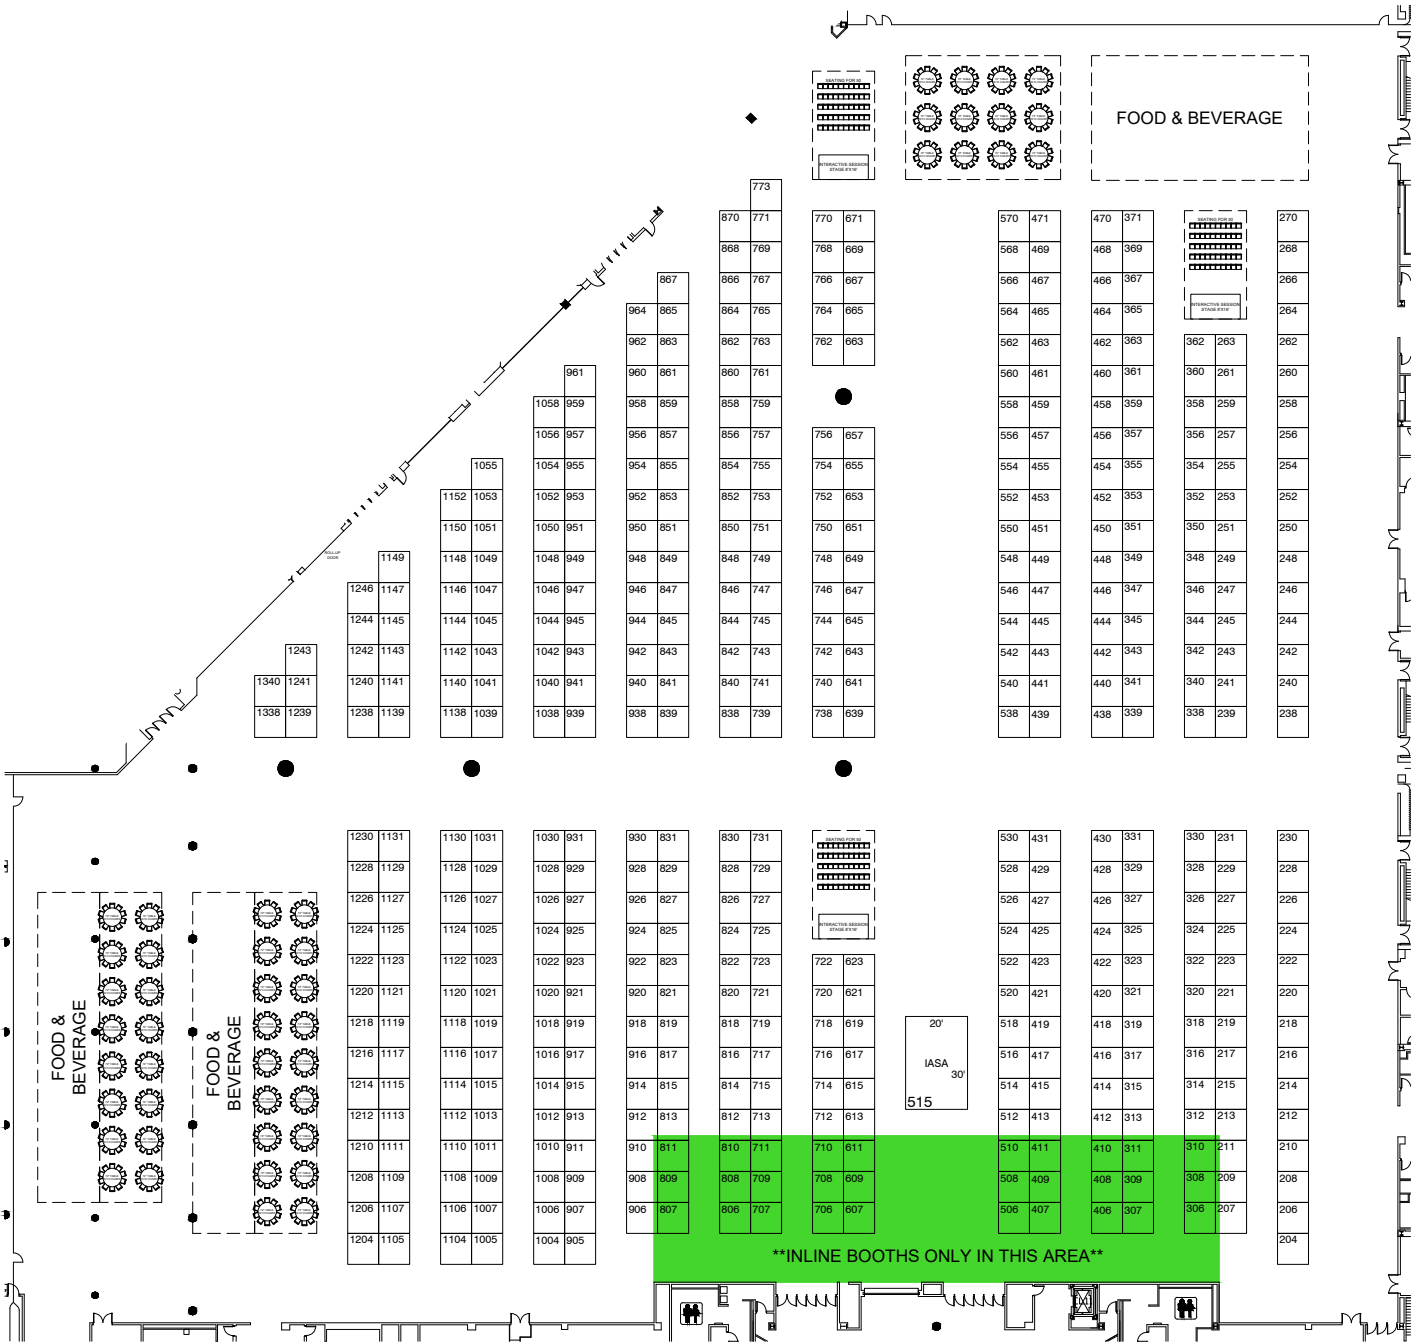 SEATING FOR 50
FOOD & BEVERAGE
INTERACTIVE SESSION
STAGE
773
870 771 770 671 570 471 470 371 SEATING FOR 50 270
868 769 768 669 568 469 468 369 268
867 866 767 766 667 566 467 466 367 266
964 865 864 765 764 665 564 465 464 365 INTERACTIVE SESSION 264
STAGE
962 863 862 763 762 663 562 463 462 363 362 263 262
961 960 861 860 761 560 461 460 361 360 261 260
1058 959 958 859 858 759 558 459 458 359 358 259 258
1056 957 956 857 856 757 756 657 556 457 456 357 356 257 256
1055 1054 955 954 855 854 755 754 655 554 455 454 355 354 255 254
1152 1053 1052 953 952 853 852 753 752 653 552 453 452 353 352 253 252
1150 1051 1050 951 950 851 850 751 750 651 550 451 450 351 350 251 250
ROLL-UP
DOOR
1149 1148 1049 1048 949 948 849 848 749 748 649 548 449 448 349 348 249 248
1246 1147 1146 1047 1046 947 946 847 846 747 746 647 546 447 446 347 346 247 246
1244 1145 1144 1045 1044 945 944 845 844 745 744 645 544 445 444 345 344 245 244
1243 1242 1143 1142 1043 1042 943 942 843 842 743 742 643 542 443 442 343 342 243 242
1340 1241 1240 1141 1140 1041 1040 941 940 841 840 741 740 641 540 441 440 341 340 241 240
1338 1239 1238 1139 1138 1039 1038 939 938 839 838 739 738 639 538 439 438 339 338 239 238
1230 1131 1130 1031 1030 931 930 831 830 731 SEATING FOR 50 530 431 430 331 330 231 230
1228 1129 1128 1029 1028 929 928 829 828 729 528 429 428 329 328 229 228
1226 1127 1126 1027 1026 927 926 827 826 727 526 427 426 327 326 227 226
1224 1125 1124 1025 1024 925 924 825 824 725 INTERACTIVE SESSION 524 425 424 325 324 225 224
STAGE
1222 1123 1122 1023 1022 923 922 823 822 723 722 623 522 423 422 323 322 223 222
1220 1121 1120 1021 1020 921 920 821 820 721 720 621 520 421 420 321 320 221 220
1218 1119 1118 1019 1018 919 918 819 818 719 718 619 20' 518 419 418 319 318 219 218
FOOD &
BEVERAGE
FOOD &
BEVERAGE
1216 1117 1116 1017 1016 917 916 817 816 717 716 617 IASA 516 417 416 317 316 217 216
30'
1214 1115 1114 1015 1014 915 914 815 814 715 714 615 515 514 415 414 315 314 215 214
1212 1113 1112 1013 1012 913 912 813 812 713 712 613 512 413 412 313 312 213 212
1210 1111 1110 1011 1010 911 910 811 810 711 710 611 510 411 410 311 310 211 210
1208 1109 1108 1009 1008 909 908 809 808 709 708 609 508 409 408 309 308 209 208
1206 1107 1106 1007 1006 907 906 807 806 707 706 607 506 407 406 307 306 207 206
1204 1105 1104 1005 1004 905 204
**INLINE BOOTHS ONLY IN THIS AREA**